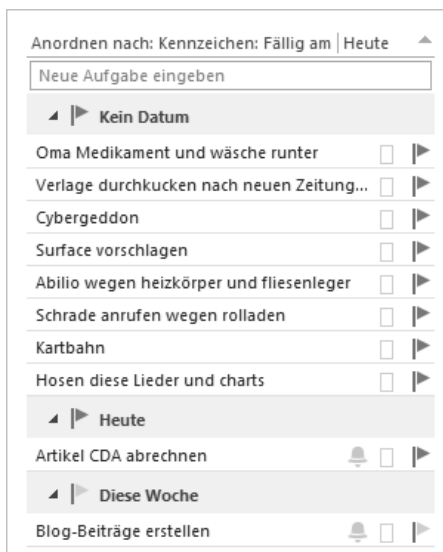 Anordnen nach: Kennzeichen: Fällig am | Heute
Neue Aufgabe eingeben
Kein Datum
Oma Medikament und wäsche runter
Verlage durchkucken nach neuen Zeitung...
Cybergeddon
Surface vorschlagen
Abilio wegen heizkörper und fliesenleger
Schrade anrufen wegen rolladen
Kartbahn
Hosen diese Lieder und charts
Heute
Artikel CDA abrechnen
Diese Woche
Blog-Beiträge erstellen